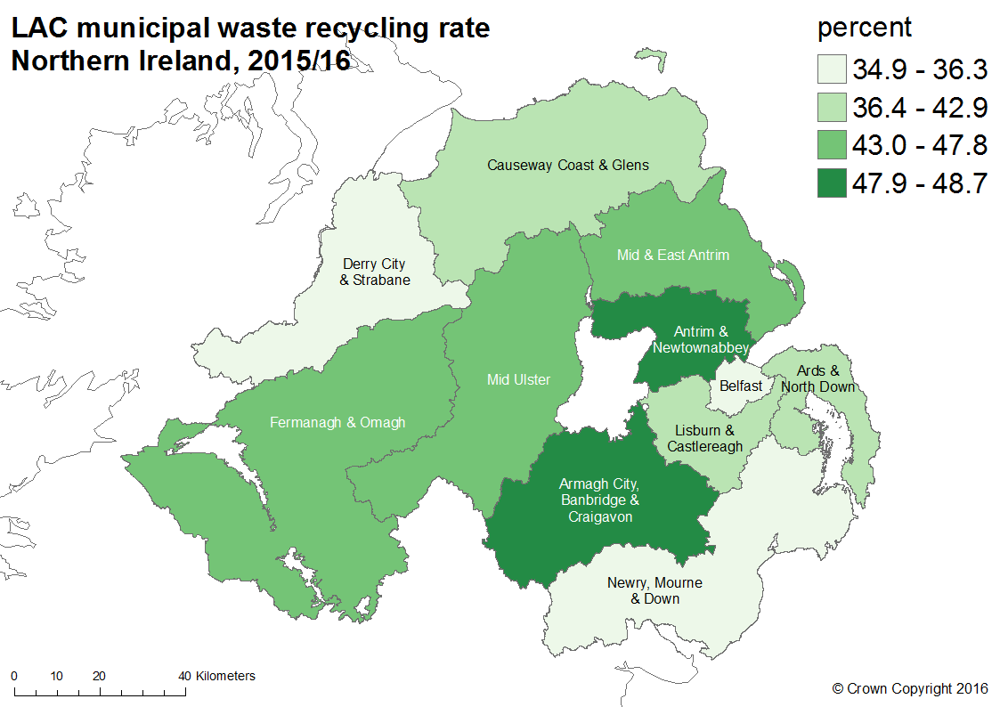 LAC municipal waste recycling rate
Northern Ireland, 2015/16
percent
34.9 - 36.3
36.4 - 42.9
43.0 - 47.8
47.9 - 48.7
Causeway Coast & Glens
Derry City
& Strabane
Mid & East Antrim
Antrim &
Newtownabbey
Mid Ulster
Belfast
Ards &
North Down
Fermanagh & Omagh
Lisburn &
Castlereagh
Armagh City,
Banbridge &
Craigavon
Newry, Mourne
& Down
0 10 20 40 Kilometers
© Crown Copyright 2016